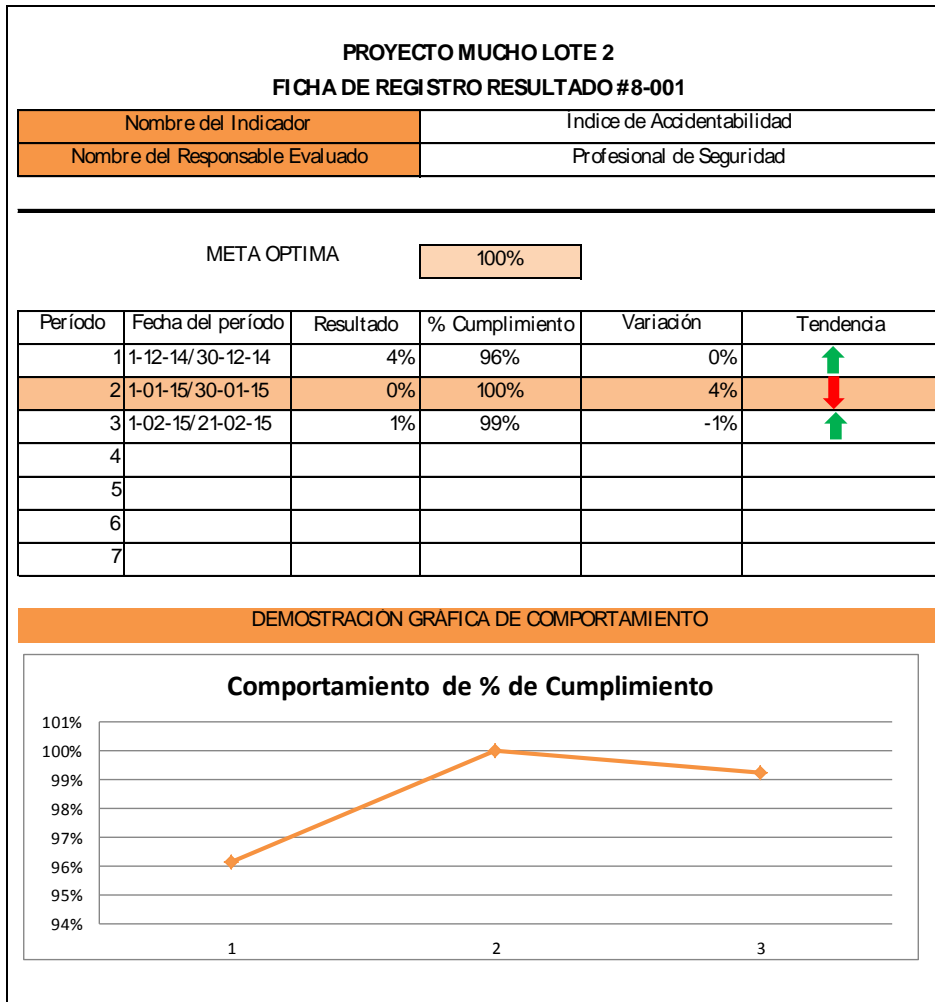 PROYECTO MUCHO LOTE 2
FICHA DE REGISTRO RESULTADO #8-001
Nombre del Indicador Índice de Accidentabilidad
Nombre del Responsable Evaluado Profesional de Seguridad
META OPTIMA 100%
Período Fecha del período Resultado % Cumplimiento Variación Tendencia
1 1-12-14/30-12-14 4% 96% 0%
2 1-01-15/30-01-15 0% 100% 4%
3 1-02-15/21-02-15 1% 99% -1%
4
5
6
7
DEMOSTRACIÓN GRÁFICA DE COMPORTAMIENTO
Comportamiento de % de Cumplimiento
101%
100%
99%
98%
97%
96%
95%
94%
1 2 3